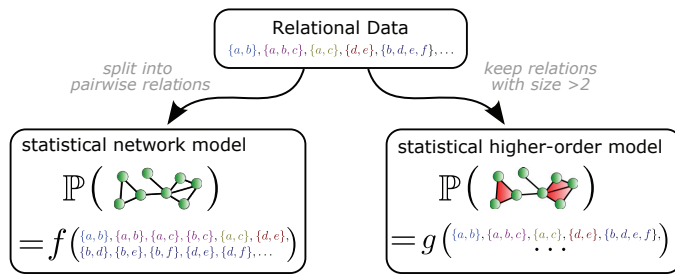 Relational Data
{a, b}, {a, b, c}, {a, c}, {d, e}, {b, d, e, f}, ...
split into
pairwise relations
keep relations
with size >2
statistical network model
ℙ( )
= f({a, b}, {a, b}, {a, c}, {b, c}, {a, c}, {d, e},
{b, d}, {b, e}, {b, f}, {d, e}, {d, f}, ...)
statistical higher-order model
ℙ( )
= g({a, b}, {a, b, c}, {a, c}, {d, e}, {b, d, e, f},
...)